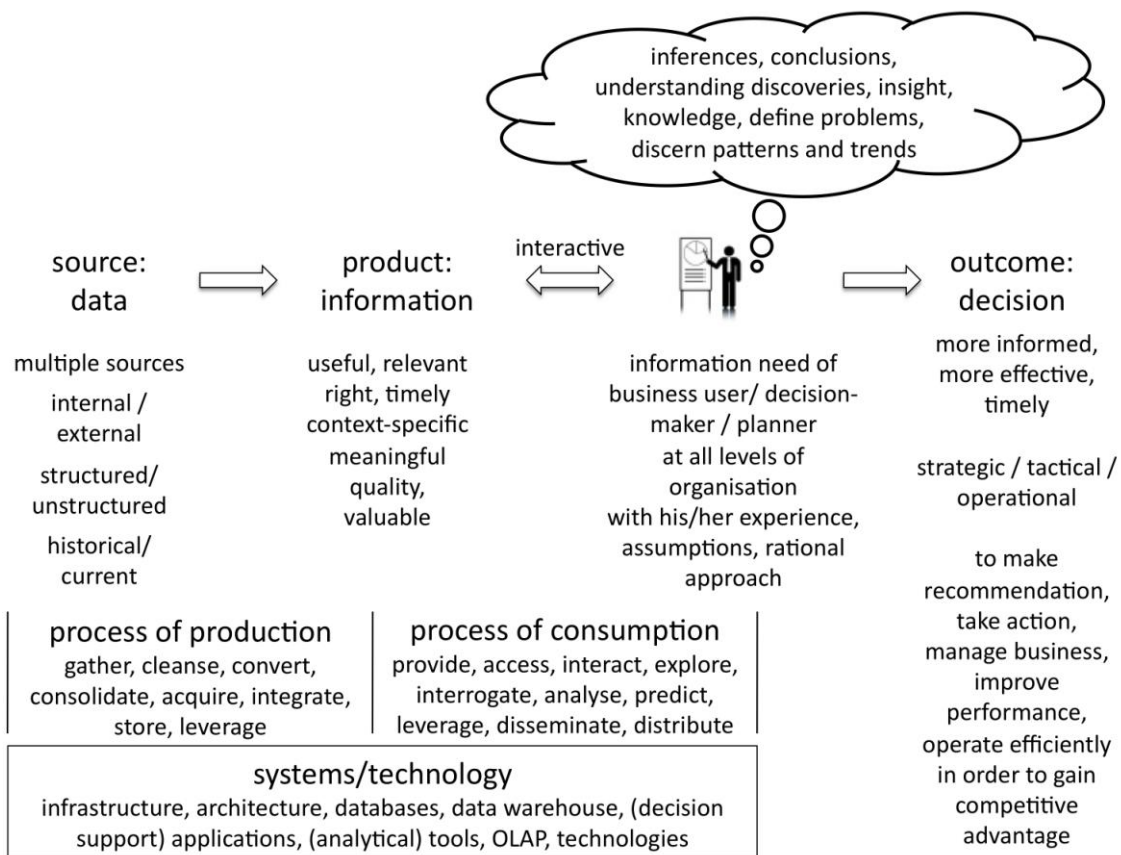 inferences, conclusions,
understanding discoveries, insight,
knowledge, define problems,
discern patterns and trends
source:
data
product:
information
interactive
outcome:
decision
multiple sources
internal /
external
structured/
unstructured
historical/
current
useful, relevant
right, timely
context-specific
meaningful
quality,
valuable
information need of
business user/ decision-
maker / planner
at all levels of
organisation
with his/her experience,
assumptions, rational
approach
more informed,
more effective,
timely
strategic / tactical /
operational
to make
recommendation,
take action,
manage business,
improve
performance,
operate efficiently
in order to gain
competitive
advantage
process of production
gather, cleanse, convert,
consolidate, acquire, integrate,
store, leverage
process of consumption
provide, access, interact, explore,
interrogate, analyse, predict,
leverage, disseminate, distribute
systems/technology
infrastructure, architecture, databases, data warehouse, (decision
support) applications, (analytical) tools, OLAP, technologies